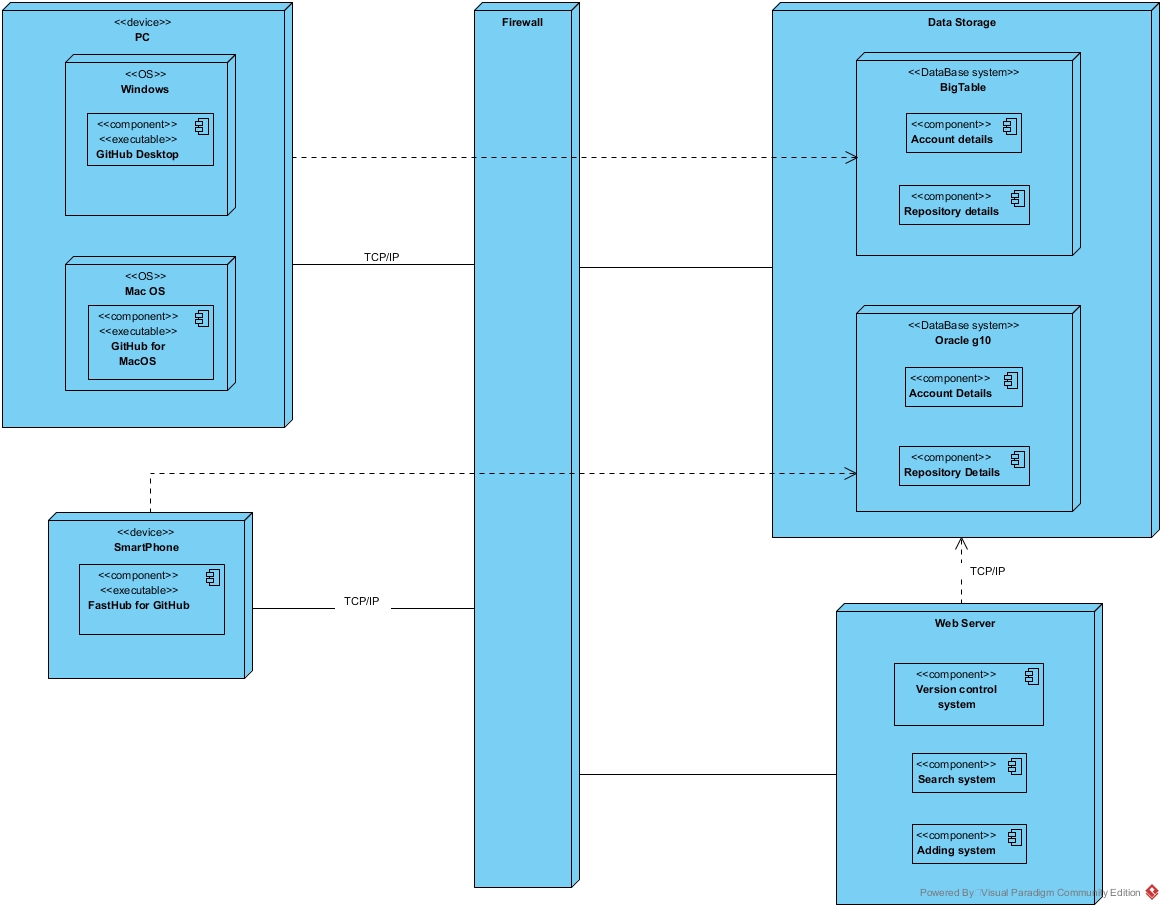 <<device>>
PC
<<OS>>
Windows
<<component>>
<<executable>>
GitHub Desktop
<<OS>>
Mac OS
<<component>>
<<executable>>
GitHub for
MacOS
TCP/IP
<<device>>
SmartPhone
<<component>>
<<executable>>
FastHub for GitHub
TCP/IP
Firewall
Data Storage
<<DataBase system>>
BigTable
<<component>>
Account details
<<component>>
Repository details
<<DataBase system>>
Oracle g10
<<component>>
Account Details
<<component>>
Repository Details
TCP/IP
Web Server
<<component>>
Version control
system
<<component>>
Search system
<<component>>
Adding system
Powered By Visual Paradigm Community Edition